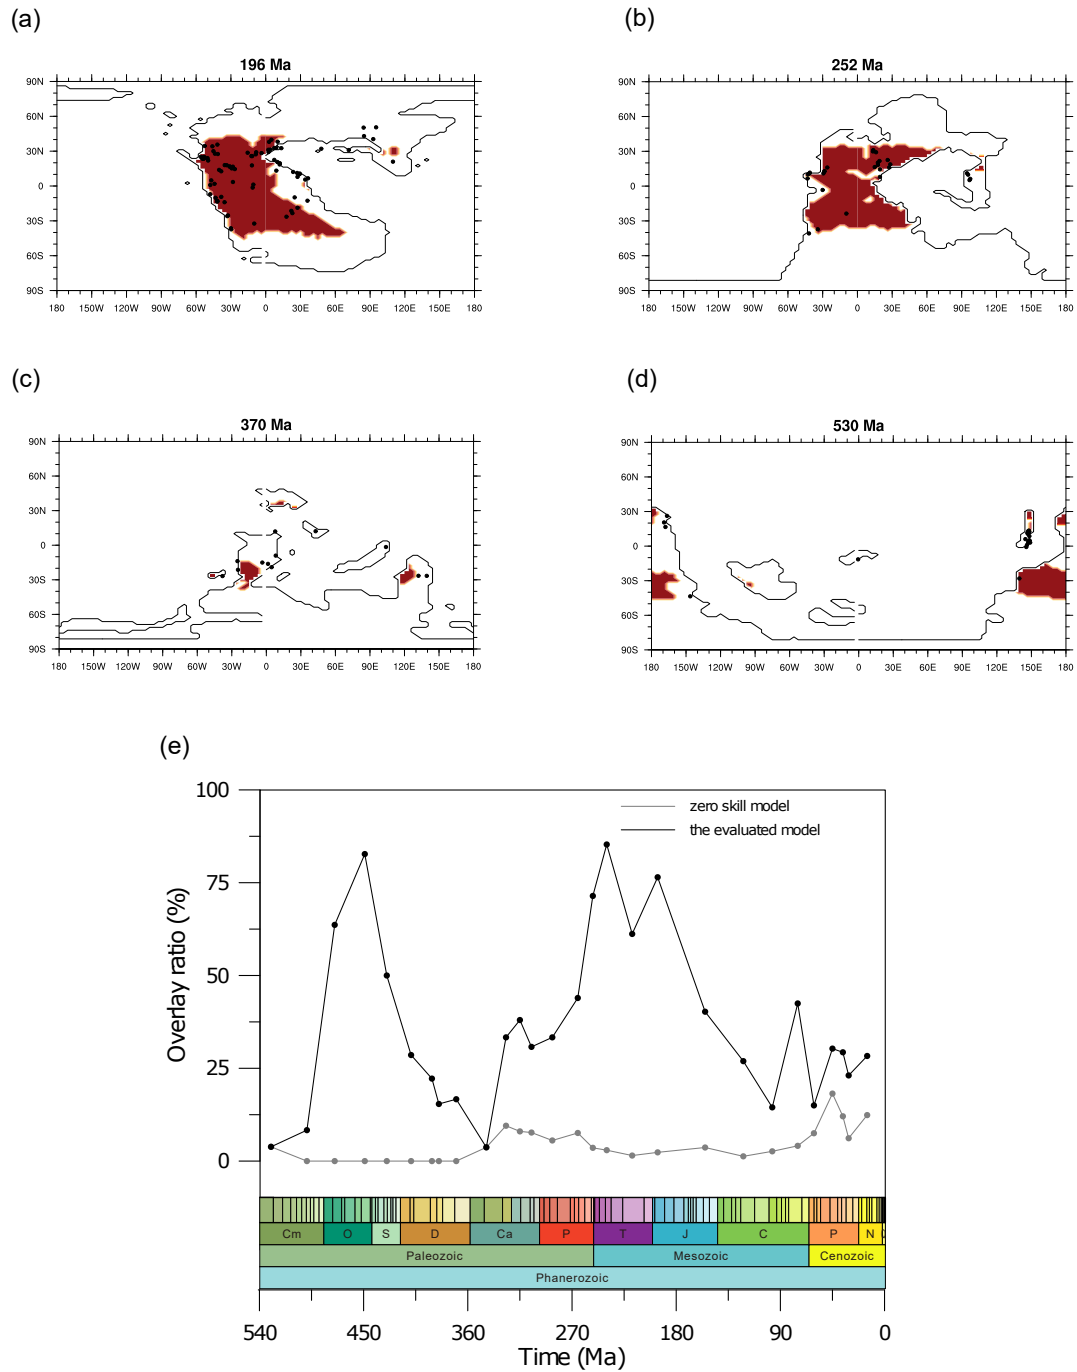 (a)
196 Ma
90N
60N
30N
0
30S
60S
90S
180 150W 120W 90W 60W 30W 0 30E 60E 90E 120E 150E 180
(b)
252 Ma
90N
60N
30N
0
30S
60S
90S
180 150W 120W 90W 60W 30W 0 30E 60E 90E 120E 150E 180
(c)
370 Ma
90N
60N
30N
0
30S
60S
90S
180 150W 120W 90W 60W 30W 0 30E 60E 90E 120E 150E 180
(d)
530 Ma
90N
60N
30N
0
30S
60S
90S
180 150W 120W 90W 60W 30W 0 30E 60E 90E 120E 150E 180
(e)
Overlay ratio (%)
100
75
50
25
0
zero skill model
the evaluated model
Cm O S D Ca P T J C P N
Paleozoic Mesozoic Cenozoic
Phanerozoic
540 450 360 270 180 90 0
Time (Ma)